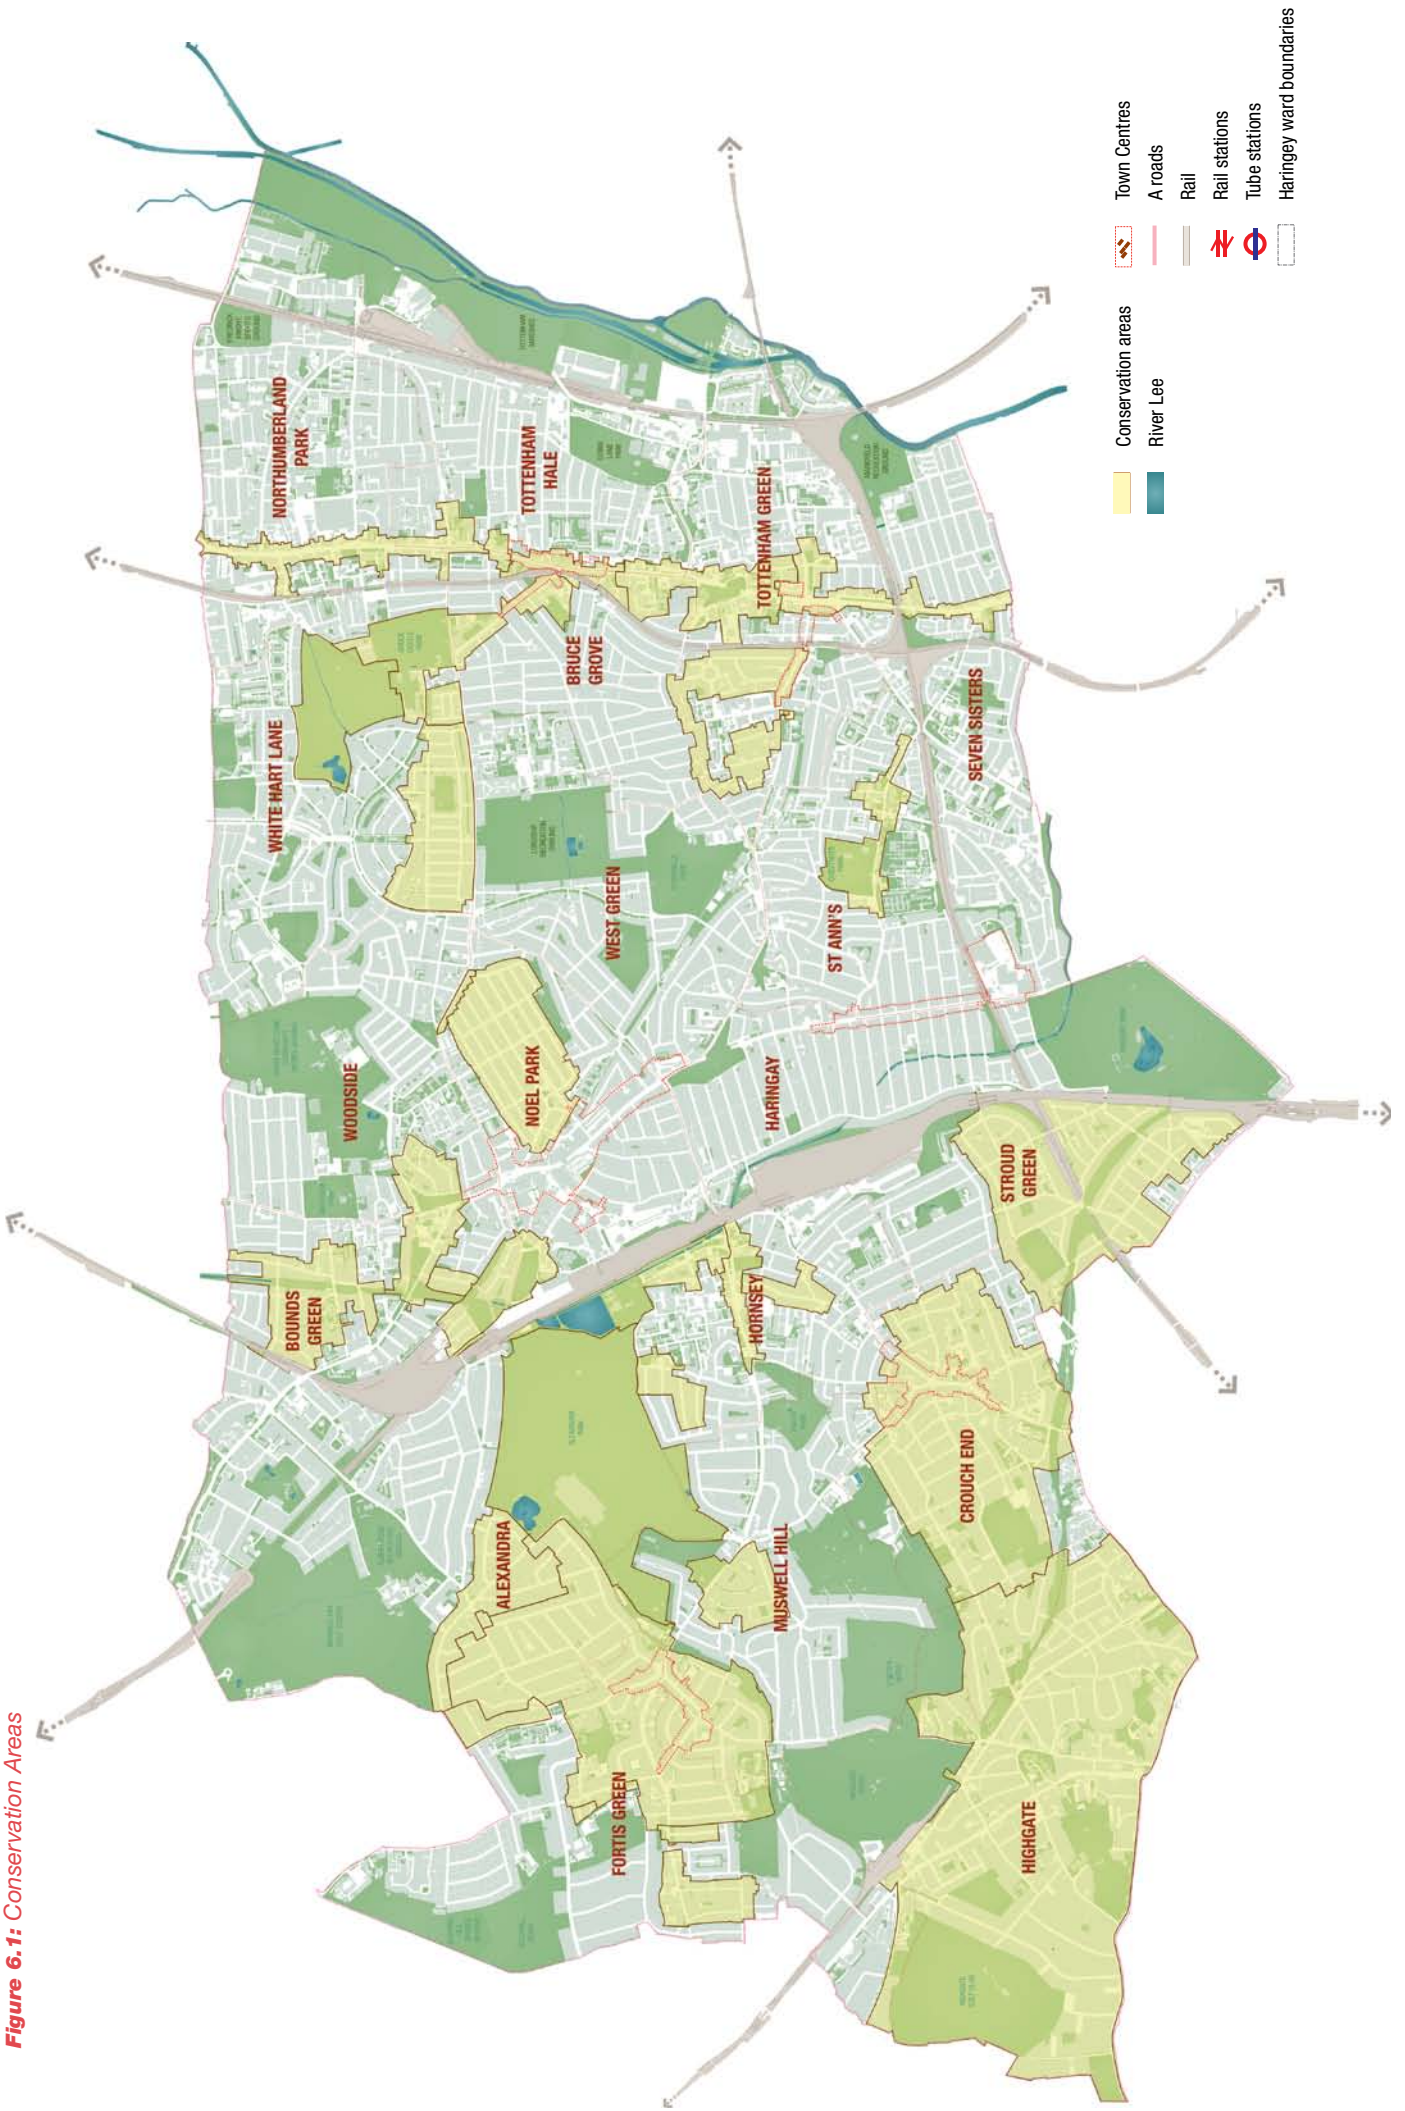 Figure 6.1: Conservation Areas
NORTHUMBERLAND
PARK
WHITE HART LANE
TOTTENHAM
HALE
BRUCE
GROVE
TOTTENHAM GREEN
WOODSIDE
BOUNDS
GREEN
NOEL PARK
WEST GREEN
ST ANN'S
SEVEN SISTERS
HARINGAY
ALEXANDRA
HORNSEY
STROUD
GREEN
FORTIS GREEN
MUSWELL HILL
CROUCH END
HIGHGATE
Conservation areas
River Lee
Town Centres
A roads
Rail
Rail stations
Tube stations
Haringey ward boundaries